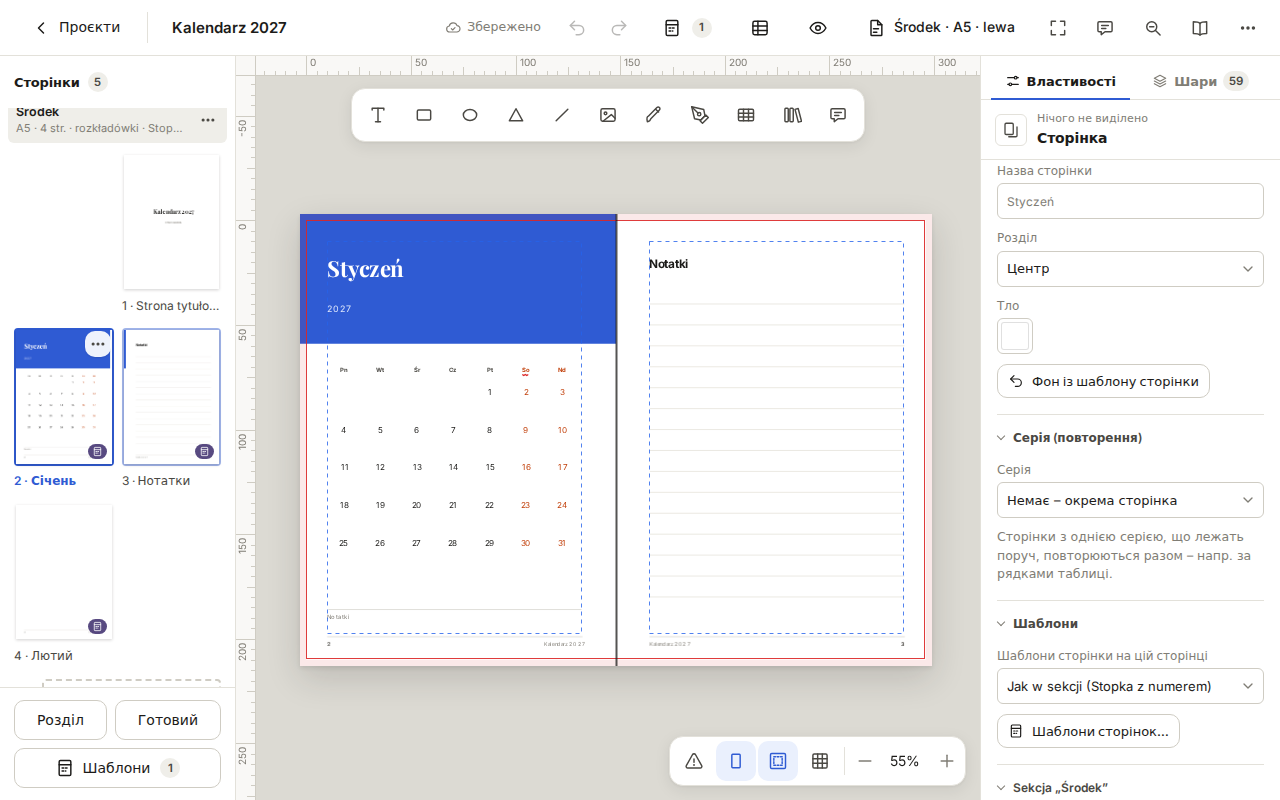 Проєкти
Kalendarz 2027
Збережено
1
Środek · A5 · lewa
Сторінки 5
Środek
A5 · 4 str. · rozkładówki · Stop...
Kalendarz 2027
1 · Strona tytuło...
Styczeń
2 · Січень
3 · Нотатки
4 · Лютий
Розділ
Готовий
Шаблони 1
0 50 100 150 200 250 300
-50
0
50
100
150
200
250
Styczeń
2027
Pn Wt Śr Cz Pt So Nd
1 2 3
4 5 6 7 8 9 10
11 12 13 14 15 16 17
18 19 20 21 22 23 24
25 26 27 28 29 30 31
Notatki
2 Kalendarz 2027
Notatki
Kalendarz 2027 3
55%
Властивості
Шари 59
Нічого не виділено
Сторінка
Назва сторінки
Styczeń
Розділ
Центр
Тло
Фон із шаблону сторінки
Серія (повторення)
Серія
Немає – окрема сторінка
Сторінки з однією серією, що лежать
поруч, повторюються разом – напр. за
рядками таблиці.
Шаблони
Шаблони сторінки на цій сторінці
Jak w sekcji (Stopka z numerem)
Шаблони сторінок...
Sekcja „Środek”